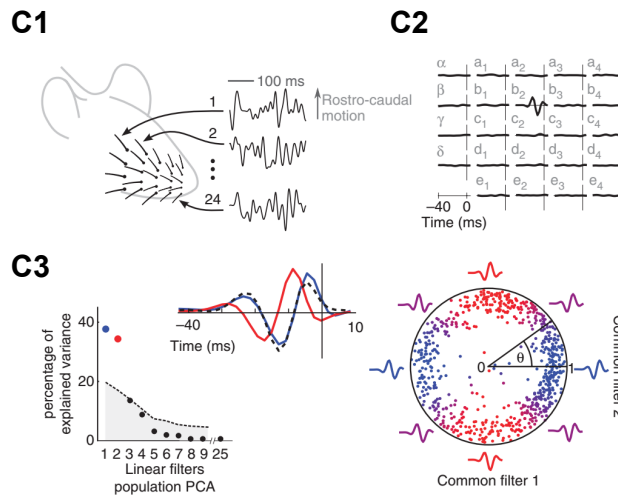 C1
C2
100 ms
Rostro-caudal
motion
1
2
24
α a1 a2 a3 a4
β b1 b2 b3 b4
γ c1 c2 c3 c4
δ d1 d2 d3 d4
e1 e2 e3 e4
−40 0
Time (ms)
C3
percentage of
explained variance
40
20
0
1 2 3 4 5 6 7 8 9 25
Linear filters
population PCA
−40 10
Time (ms)
0 θ 1
Common filter 2
Common filter 1